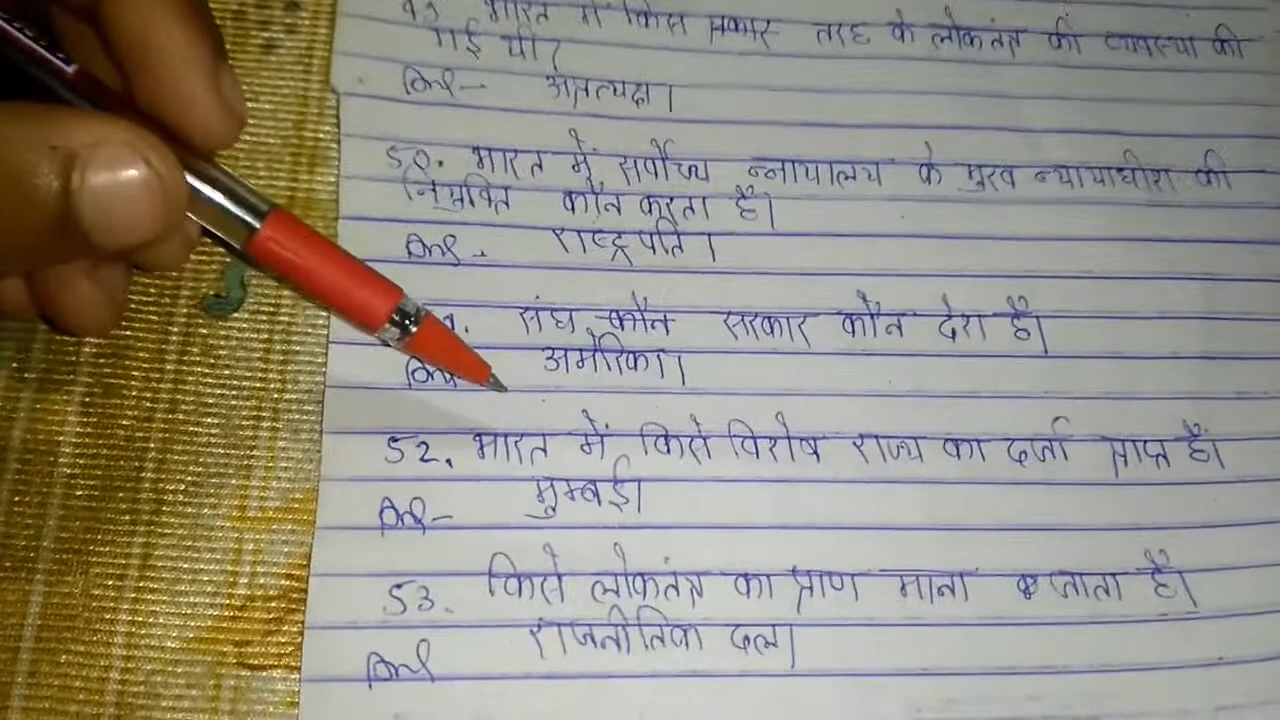 भारत में किस प्रकार तरह के लोकतंत्र की व्यवस्था की
गई थी?
Ans- अप्रत्यक्ष।
50. भारत में सर्वोच्च न्नायालय के मुख्य न्यायाधीश की
नियुक्ति कौन करता है।
Ans- राष्ट्रपति।
संघ कौन सरकार कौन देश है।
Ans अमेरिका।
52. भारत में किसे विशेष राज्य का दर्जा प्राप्त है।
Ans- मुम्बई।
53. किसे लोकतंत्र का प्राण माना जाता है।
Ans राजनीतिक दल।